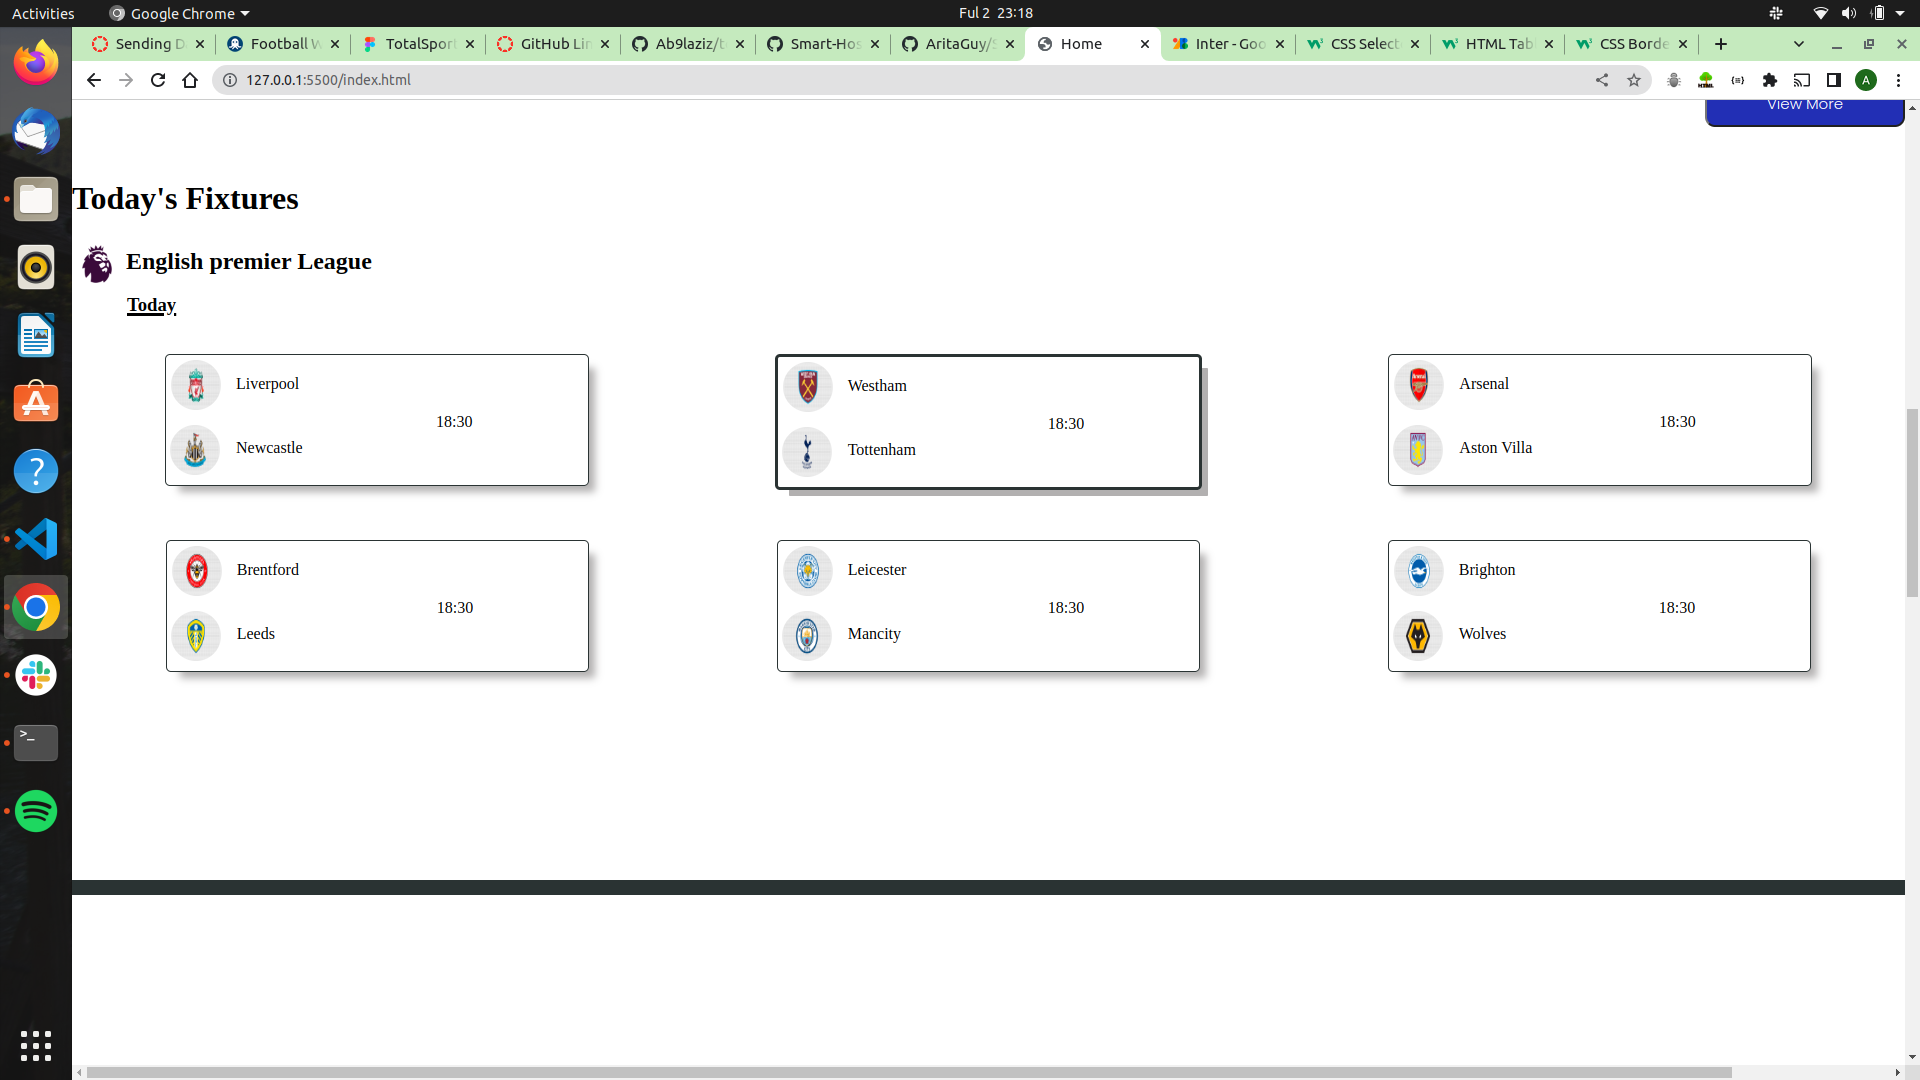 Activities Google Chrome Ful 2 23:18
Sending D Football W TotalSport GitHub Lin Ab9laziz/t Smart-Hos AritaGuy/S Home Inter - Goo CSS Select HTML Tab CSS Borde
127.0.0.1:5500/index.html A
View More
Today's Fixtures
English premier League
Today
Liverpool
18:30
Newcastle
Westham
18:30
Tottenham
Arsenal
18:30
Aston Villa
Brentford
18:30
Leeds
Leicester
18:30
Mancity
Brighton
18:30
Wolves